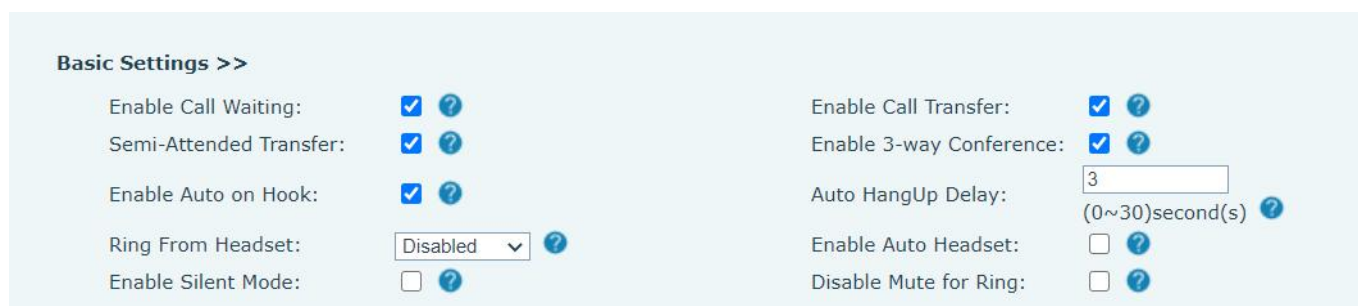 Basic Settings >>
Enable Call Waiting: ? Enable Call Transfer: ?
Semi-Attended Transfer: ? Enable 3-way Conference: ?
Enable Auto on Hook: ? Auto HangUp Delay: 3
(0~30)second(s) ?
Ring From Headset: Disabled ? Enable Auto Headset: ?
Enable Silent Mode: ? Disable Mute for Ring: ?